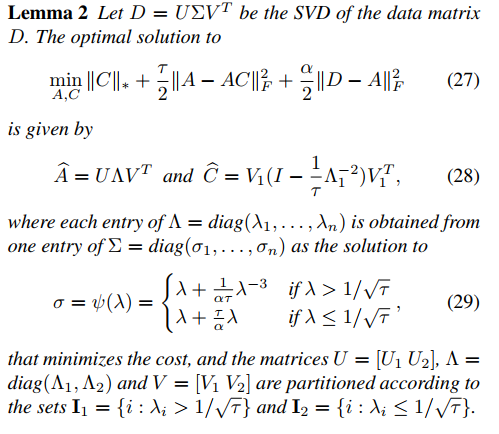 Lemma 2 Let D = UΣV^T be the SVD of the data matrix
D. The optimal solution to
min_{A,C} ‖C‖_* + τ/2 ‖A − AC‖_F^2 + α/2 ‖D − A‖_F^2 (27)
is given by
Â = UΛV^T and Ĉ = V_1(I − 1/τ Λ_1^{-2})V_1^T, (28)
where each entry of Λ = diag(λ_1, . . . , λ_n) is obtained from
one entry of Σ = diag(σ_1, . . . , σ_n) as the solution to
σ = ψ(λ) = { λ + 1/(ατ) λ^{-3} if λ > 1/√τ
λ + τ/α λ if λ ≤ 1/√τ , (29)
that minimizes the cost, and the matrices U = [U_1 U_2], Λ =
diag(Λ_1, Λ_2) and V = [V_1 V_2] are partitioned according to
the sets I_1 = {i : λ_i > 1/√τ} and I_2 = {i : λ_i ≤ 1/√τ}.